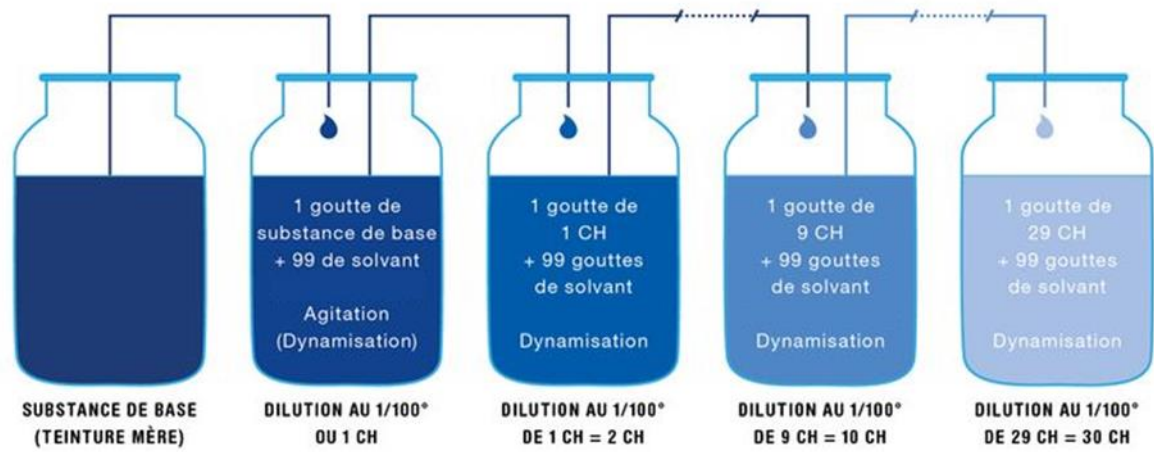 1 goutte de
substance de base
+ 99 de solvant
Agitation
(Dynamisation)
1 goutte de
1 CH
+ 99 gouttes
de solvant
Dynamisation
1 goutte de
9 CH
+ 99 gouttes
de solvant
Dynamisation
1 goutte de
29 CH
+ 99 gouttes
de solvant
Dynamisation
SUBSTANCE DE BASE
(TEINTURE MÈRE)
DILUTION AU 1/100°
OU 1 CH
DILUTION AU 1/100°
DE 1 CH = 2 CH
DILUTION AU 1/100°
DE 9 CH = 10 CH
DILUTION AU 1/100°
DE 29 CH = 30 CH